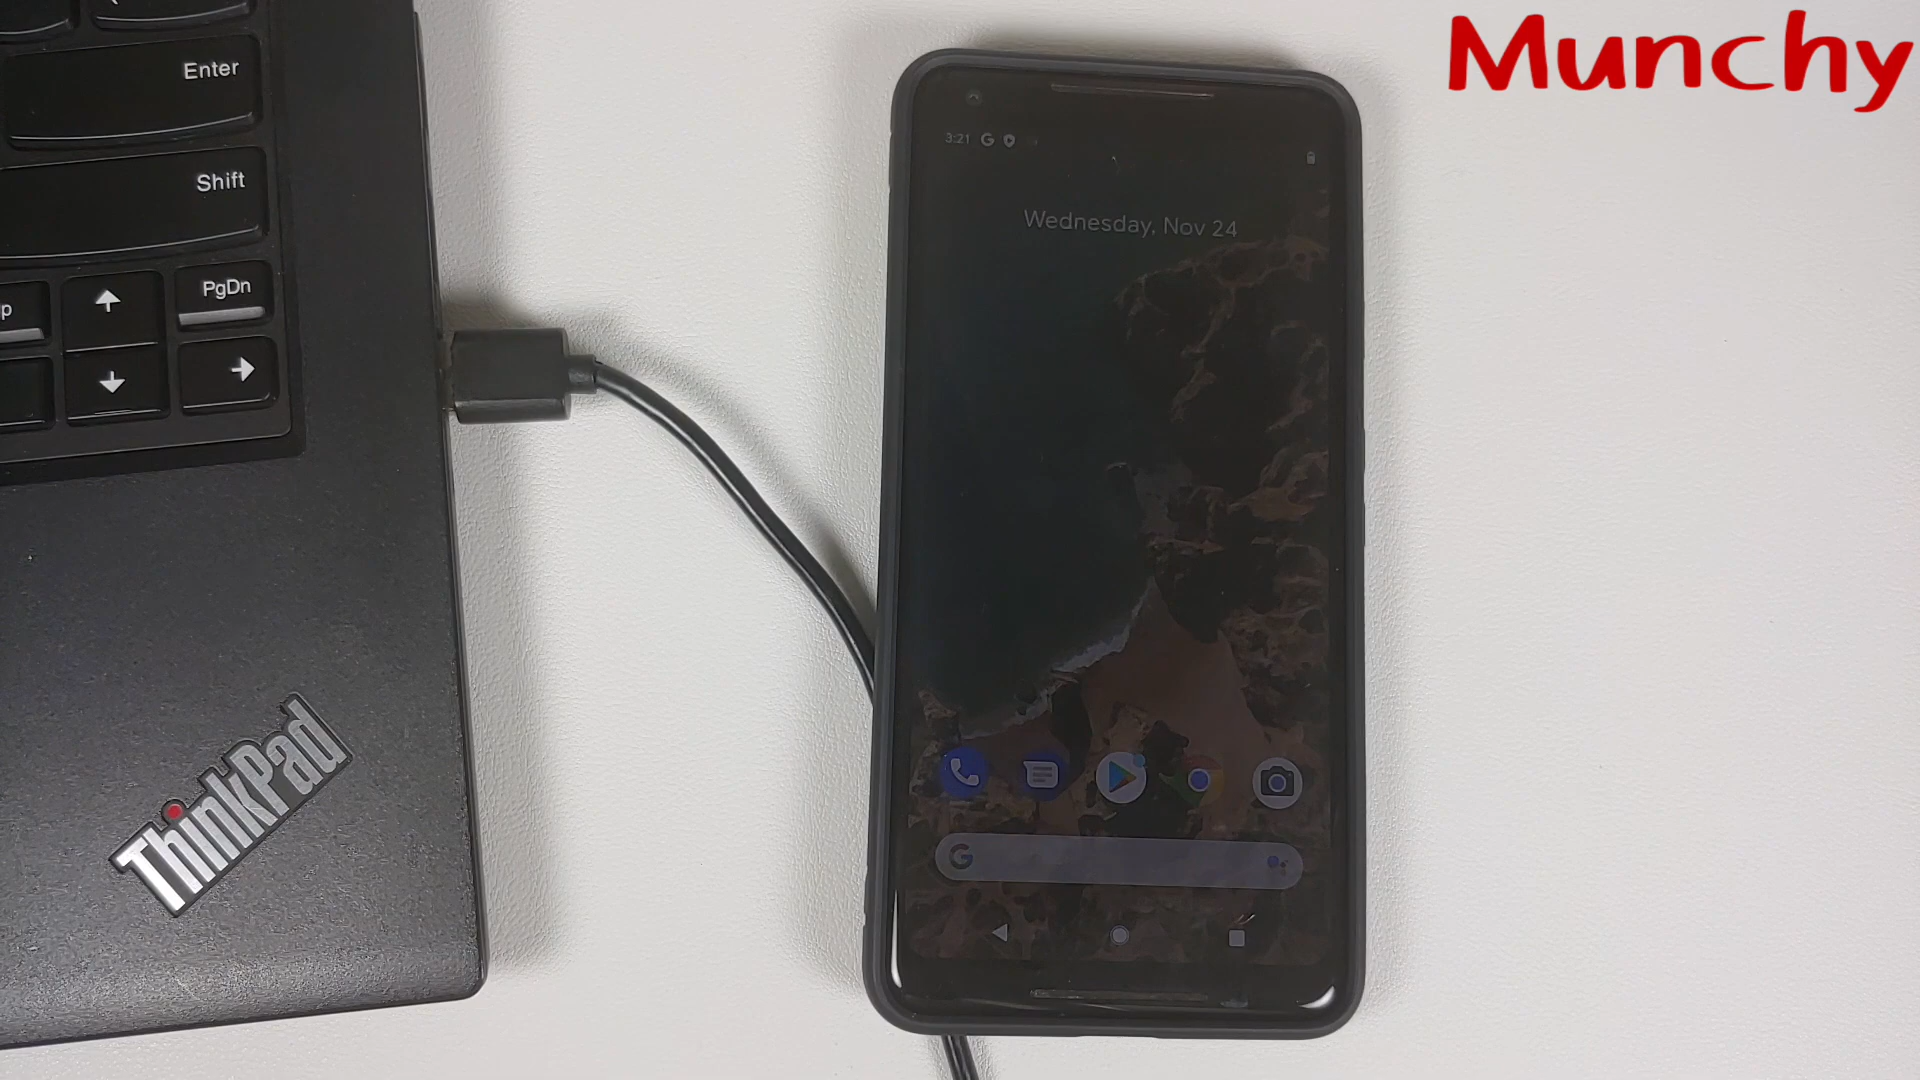 Munchy
Enter
Shift
PgDn
p
ThinkPad
3:21
Wednesday, Nov 24